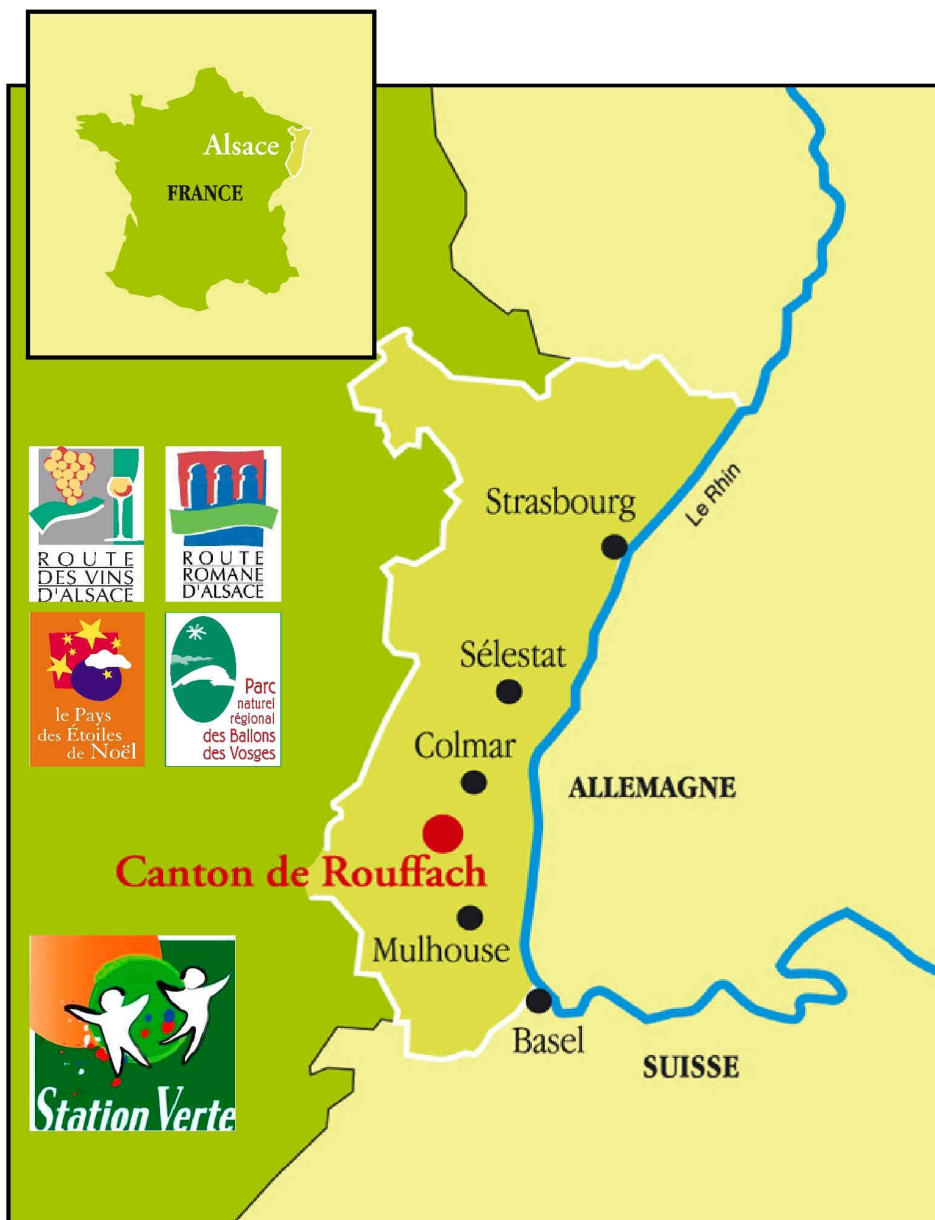 Alsace
FRANCE
ROUTE
DES VINS
D'ALSACE
ROUTE
ROMANE
D'ALSACE
le Pays
des Étoiles
de Noël
Parc
naturel
régional
des Ballons
des Vosges
Strasbourg
Le Rhin
Sélestat
Colmar
ALLEMAGNE
Canton de Rouffach
Mulhouse
Basel
SUISSE
Station Verte